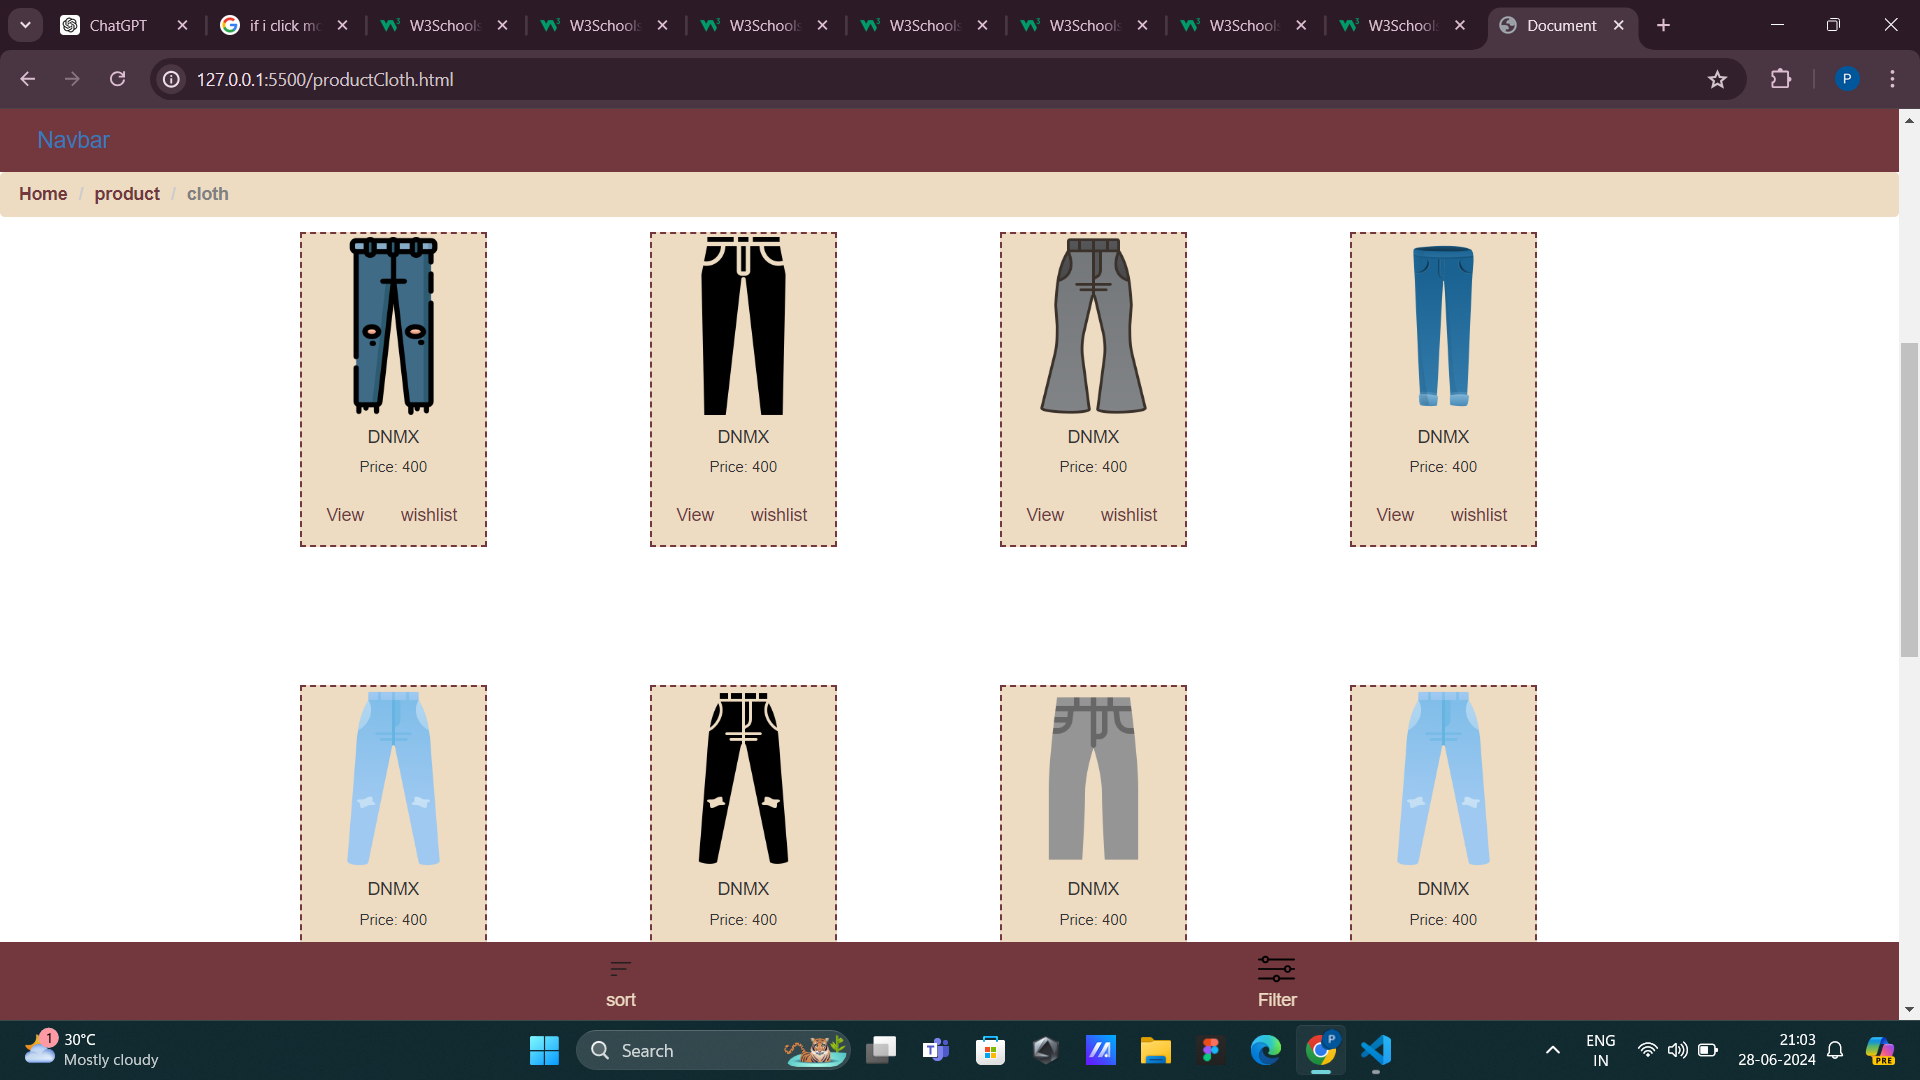 ChatGPT
if i click mo
W3Schools
W3Schools
W3Schools
W3Schools
W3Schools
W3Schools
W3Schools
Document
127.0.0.1:5500/productCloth.html
P
Navbar
Home / product / cloth
DNMX DNMX DNMX DNMX
Price: 400 Price: 400 Price: 400 Price: 400
View wishlist View wishlist View wishlist View wishlist
DNMX DNMX DNMX DNMX
Price: 400 Price: 400 Price: 400 Price: 400
sort Filter
1
30°C
Mostly cloudy
Search
P
ENG
IN
21:03
28-06-2024
PRE